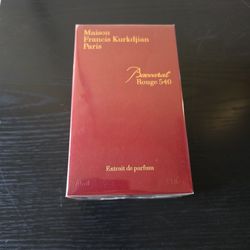 Maison
Francis Kurkdjian
Paris
Baccarat
Rouge 540
Extrait de parfum